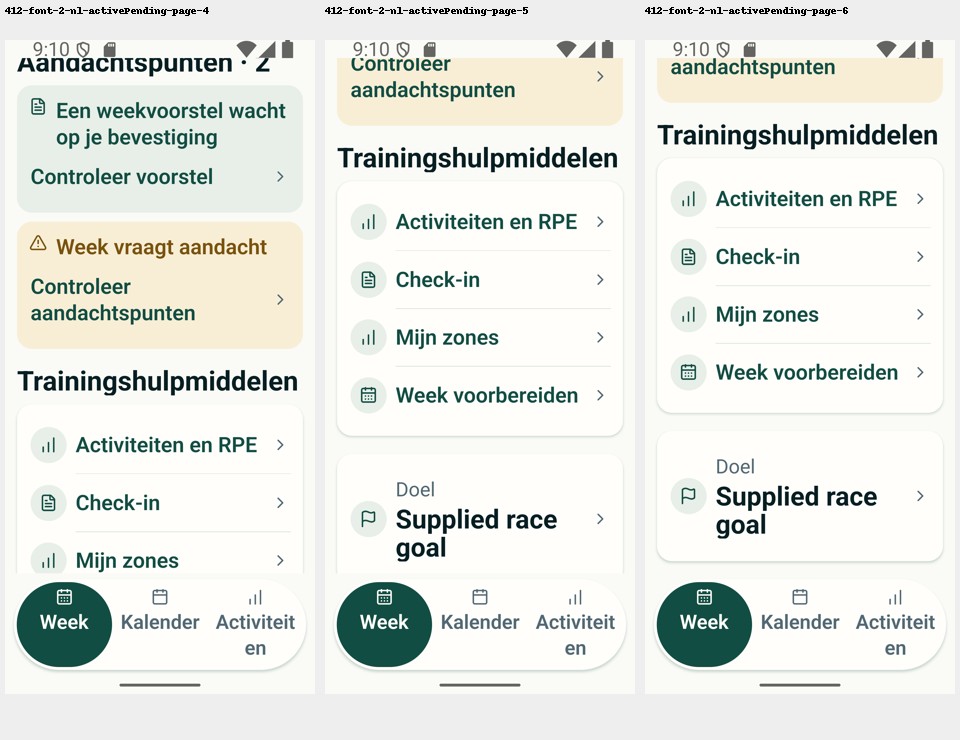 412-font-2-nl-activePending-page-4
9:10
Aandachtspunten · 2
Een weekvoorstel wacht
op je bevestiging
Controleer voorstel
Week vraagt aandacht
Controleer
aandachtspunten
Trainingshulpmiddelen
Activiteiten en RPE
Check-in
Mijn zones
Week
Kalender
Activiteit
en
412-font-2-nl-activePending-page-5
9:10
Controleer
aandachtspunten
Trainingshulpmiddelen
Activiteiten en RPE
Check-in
Mijn zones
Week voorbereiden
Doel
Supplied race
goal
Week
Kalender
Activiteit
en
412-font-2-nl-activePending-page-6
9:10
aandachtspunten
Trainingshulpmiddelen
Activiteiten en RPE
Check-in
Mijn zones
Week voorbereiden
Doel
Supplied race
goal
Week
Kalender
Activiteit
en